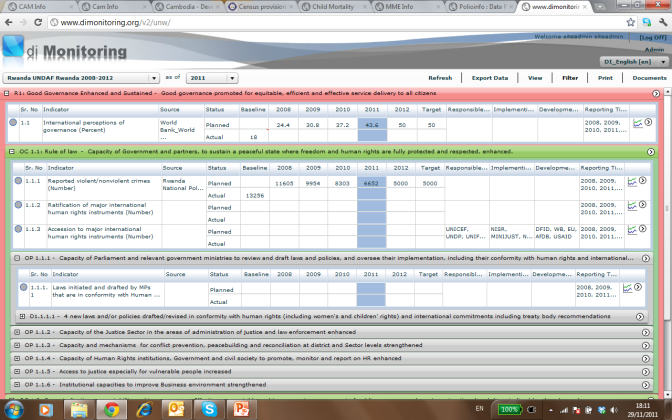 CAM Info
Cam Info
Cambodia - De
Census provision
Child Mortality
MME Info
Policeinfo : Data
www.dimonitoring.or
www.dimonitoring.org/v2/unw/
di Monitoring
Welcome siteadmin siteadmin
[Log Off]
Admin
DI_English [en]
Rwanda UNDAF Rwanda 2008-2012
as of
2011
Refresh Export Data View Filter Print Documents
R1: Good Governance Enhanced and Sustained - Good governance promoted for equitable, efficient and effective service delivery to all citizens
Sr. No Indicator Source Status Baseline 2008 2009 2010 2011 2012 Target Responsible... Implementi... Developme... Reporting Ti...
1.1 International perceptions of governance (Percent) World Bank_World ... Planned 24.4 30.8 37.2 43.6 50 50 2008, 2009, 2010, 2011,...
Actual 18
OC 1.1: Rule of law - Capacity of Government and partners, to sustain a peaceful state where freedom and human rights are fully protected and respected. enhanced.
Sr. No Indicator Source Status Baseline 2008 2009 2010 2011 2012 Target Responsibl... Implementi... Developme... Reporting T...
1.1.1 Reported violent/nonviolent crimes (Number) Rwanda National Pol... Planned 11605 9954 8303 6652 5000 5000 2008, 2009, 2010, 2011...
Actual 13256
1.1.2 Ratification of major international human rights instruments (Number) Planned 2008, 2009, 2010, 2011...
Actual
1.1.3 Accession to major international human rights instruments (Number) Planned UNICEF, UNDP, UNIF... NISR, MINIJUST, N... DFID, WB, EU, AfDB, USAID 2008, 2009, 2010, 2011...
Actual
OP 1.1.1 - Capacity of Parliament and relevant government ministries to review and draft laws and policies, and oversee their implementation, including their conformity with human rights and international...
Sr. No Indicator Source Status Baseline 2008 2009 2010 2011 2012 Target Responsibl... Implementi... Developme... Reporting T...
1.1.1.1 Laws initiated and drafted by MPs that are in conformity with Human ... Planned 2008, 2009, 2010, 2011...
Actual
D1.1.1.1 - 4 new laws and/or policies drafted/revised in conformity with human rights (including women's and children' rights) and international commitments including treaty body recommendations
OP 1.1.2 - Capacity of the Justice Sector in the areas of administration of justice and law enforcement enhanced
OP 1.1.3 - Capacity and mechanisms for conflict prevention, peacebuilding and reconciliation at district and Sector levels strengthened
OP 1.1.4 - Capacity of Human Rights institutions, Government and civil society to promote, monitor and report on HR enhanced
OP 1.1.5 - Access to justice especially for vulnerable people increased
OP 1.1.6 - Institutional capacities to improve Business environment strengthened
EN
100%
18:11
29/11/2011